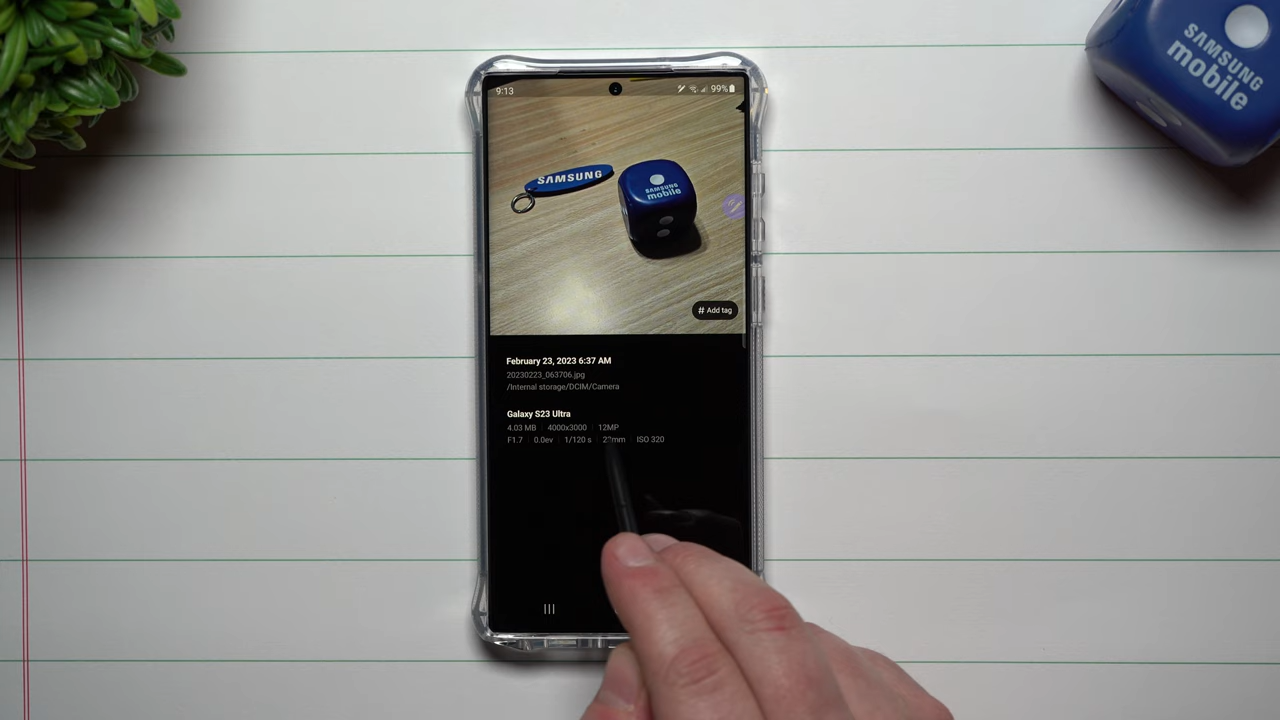 9:13
99%
SAMSUNG
SAMSUNG
mobile
# Add tag
February 23, 2023 6:37 AM
20230223_063706.jpg
/Internal storage/DCIM/Camera
Galaxy S23 Ultra
4.03 MB 4000x3000 12MP
F1.7 0.0ev 1/120 s ISO 320
SAMSUNG
mobile